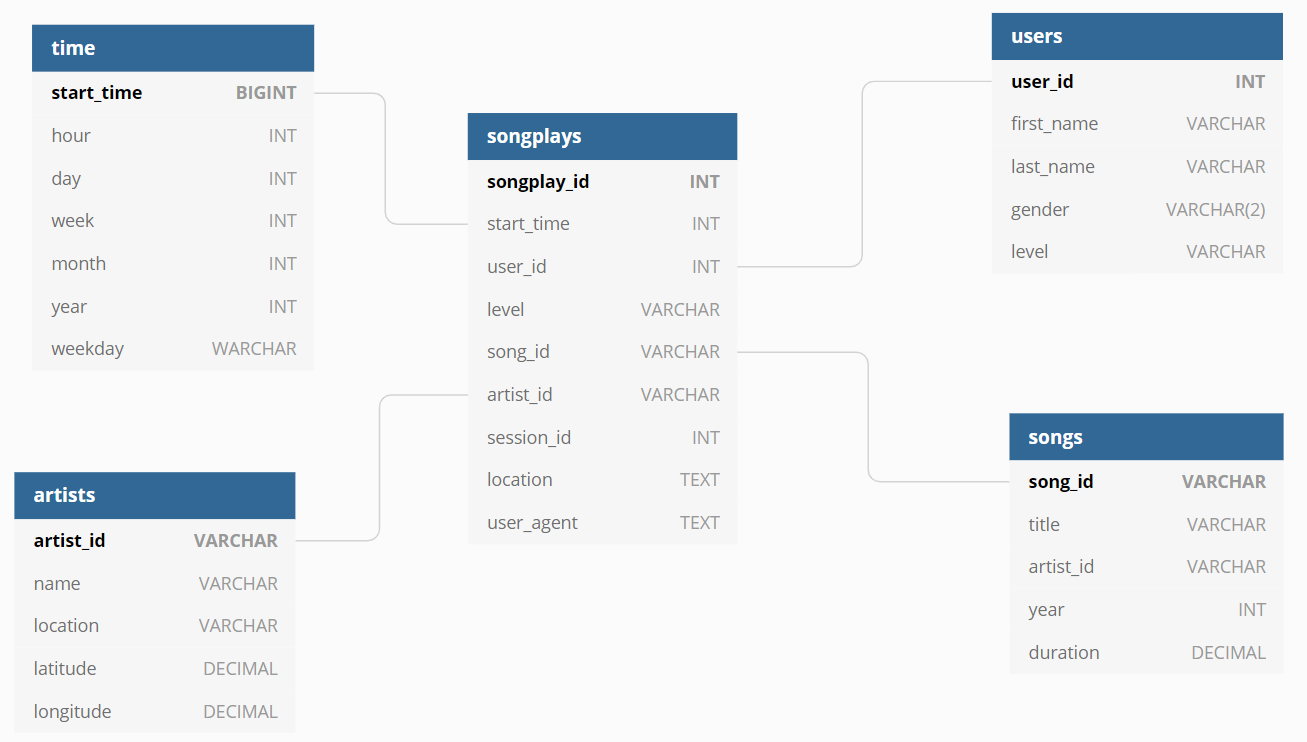 time
start_time BIGINT
hour INT
day INT
week INT
month INT
year INT
weekday WARCHAR
songplays
songplay_id INT
start_time INT
user_id INT
level VARCHAR
song_id VARCHAR
artist_id VARCHAR
session_id INT
location TEXT
user_agent TEXT
users
user_id INT
first_name VARCHAR
last_name VARCHAR
gender VARCHAR(2)
level VARCHAR
artists
artist_id VARCHAR
name VARCHAR
location VARCHAR
latitude DECIMAL
longitude DECIMAL
songs
song_id VARCHAR
title VARCHAR
artist_id VARCHAR
year INT
duration DECIMAL